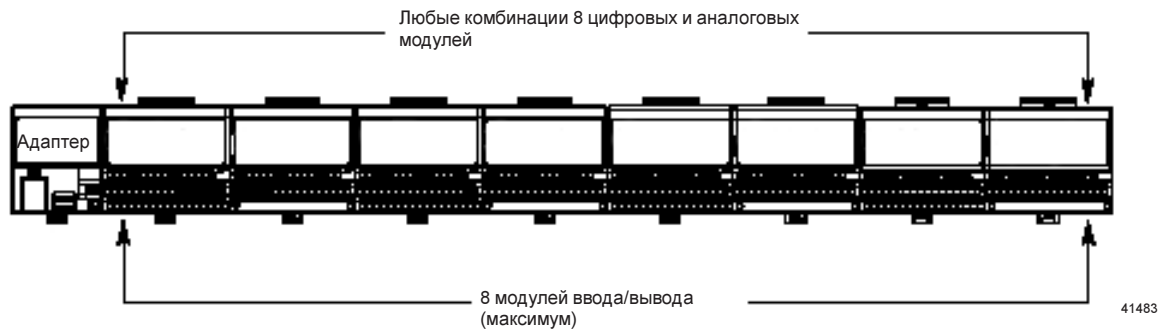 Любые комбинации 8 цифровых и аналоговых
модулей
Адаптер
8 модулей ввода/вывода
(максимум)
41483